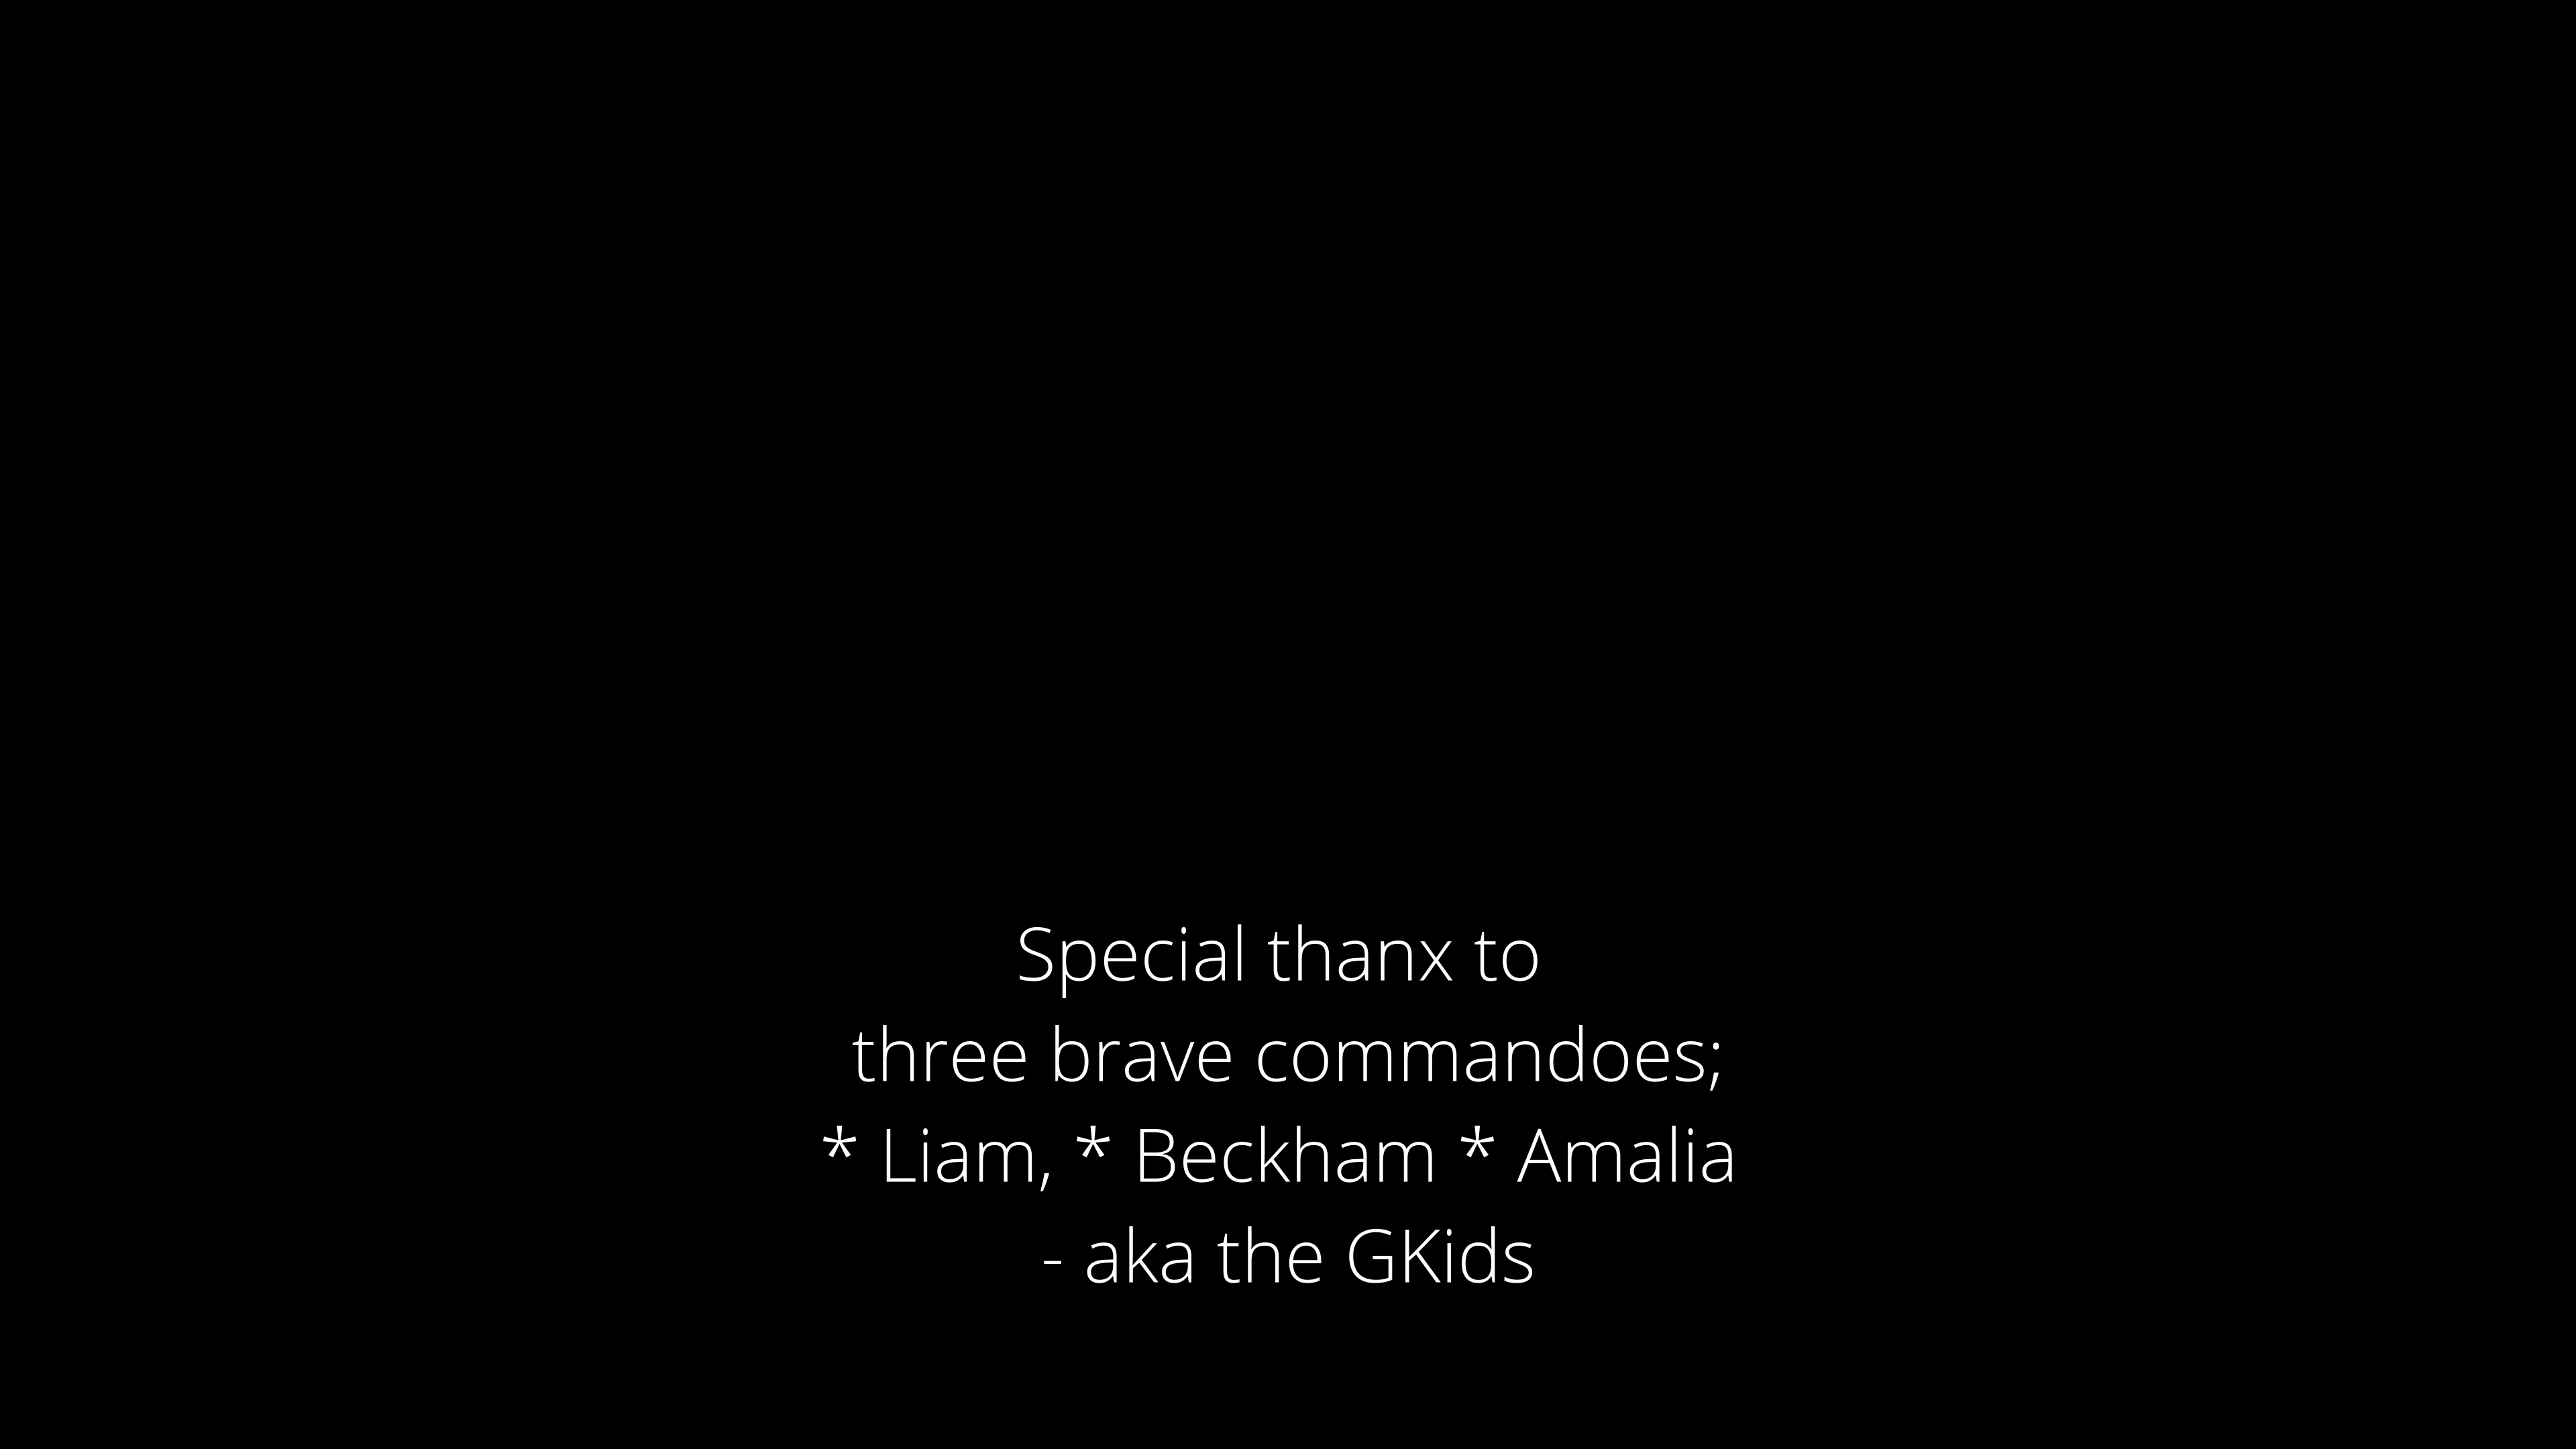 Special thanx to
three brave commandoes;
* Liam, * Beckham * Amalia
- aka the GKids